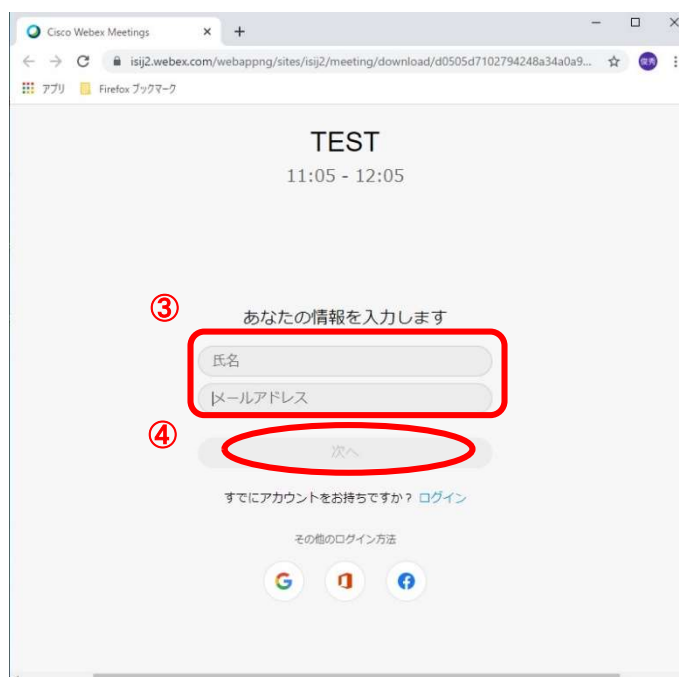 Cisco Webex Meetings
isij2.webex.com/webappng/sites/isij2/meeting/download/d0505d7102794248a34a0a9...
俊秀
アプリ Firefox ブックマーク
TEST
11:05 - 12:05
③
あなたの情報を入力します
氏名
メールアドレス
④
次へ
すでにアカウントをお持ちですか？ ログイン
その他のログイン方法